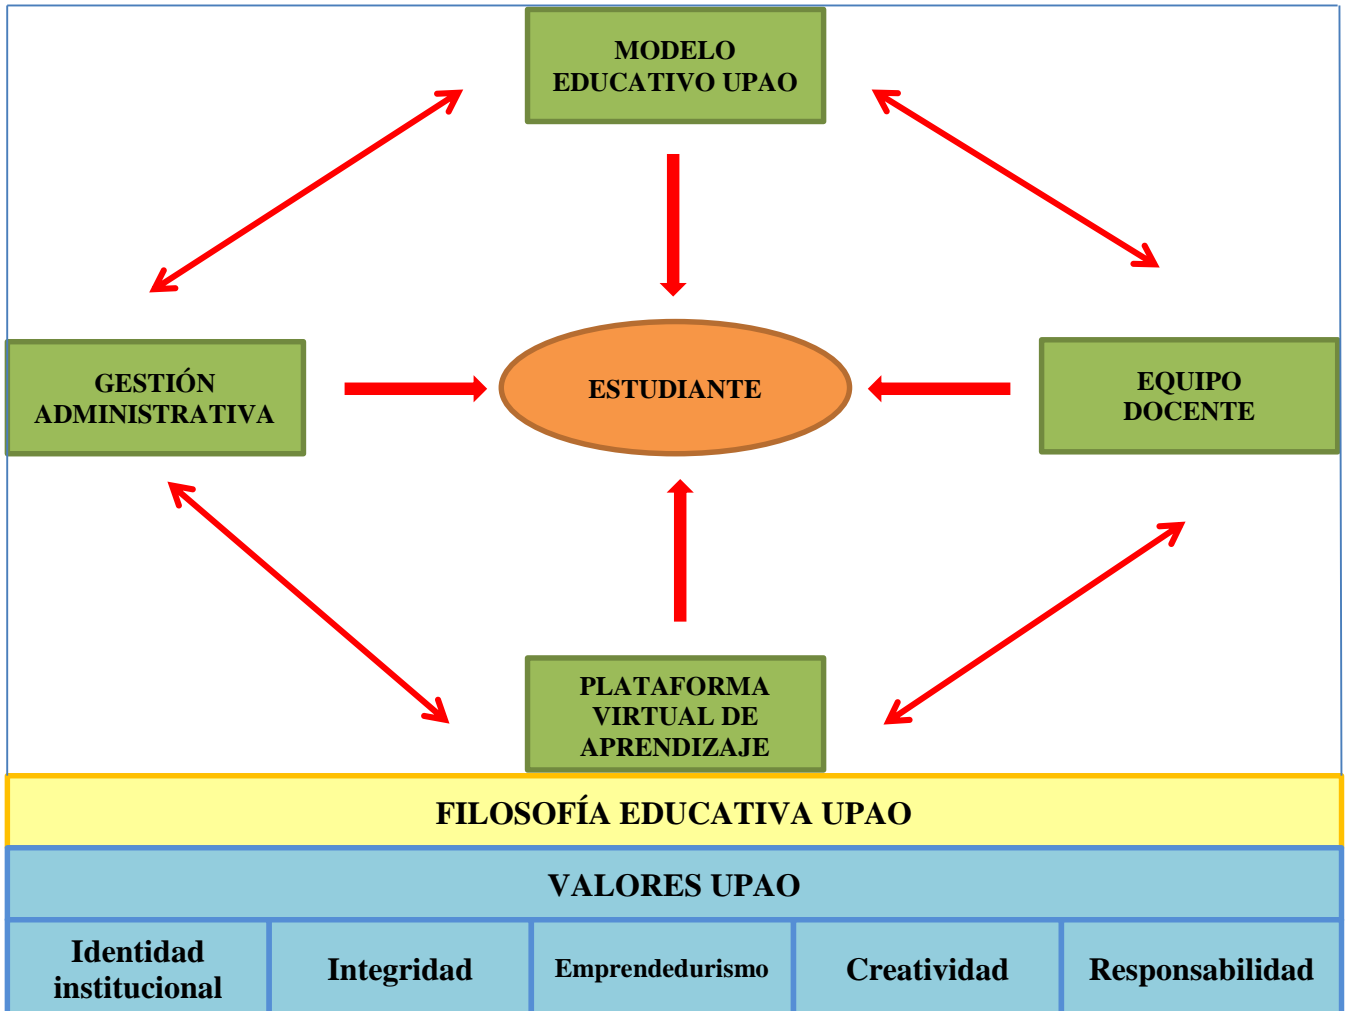 MODELO
EDUCATIVO UPAO
GESTIÓN
ADMINISTRATIVA
ESTUDIANTE
EQUIPO
DOCENTE
PLATAFORMA
VIRTUAL DE
APRENDIZAJE
FILOSOFÍA EDUCATIVA UPAO
VALORES UPAO
Identidad
institucional
Integridad
Emprendedurismo
Creatividad
Responsabilidad